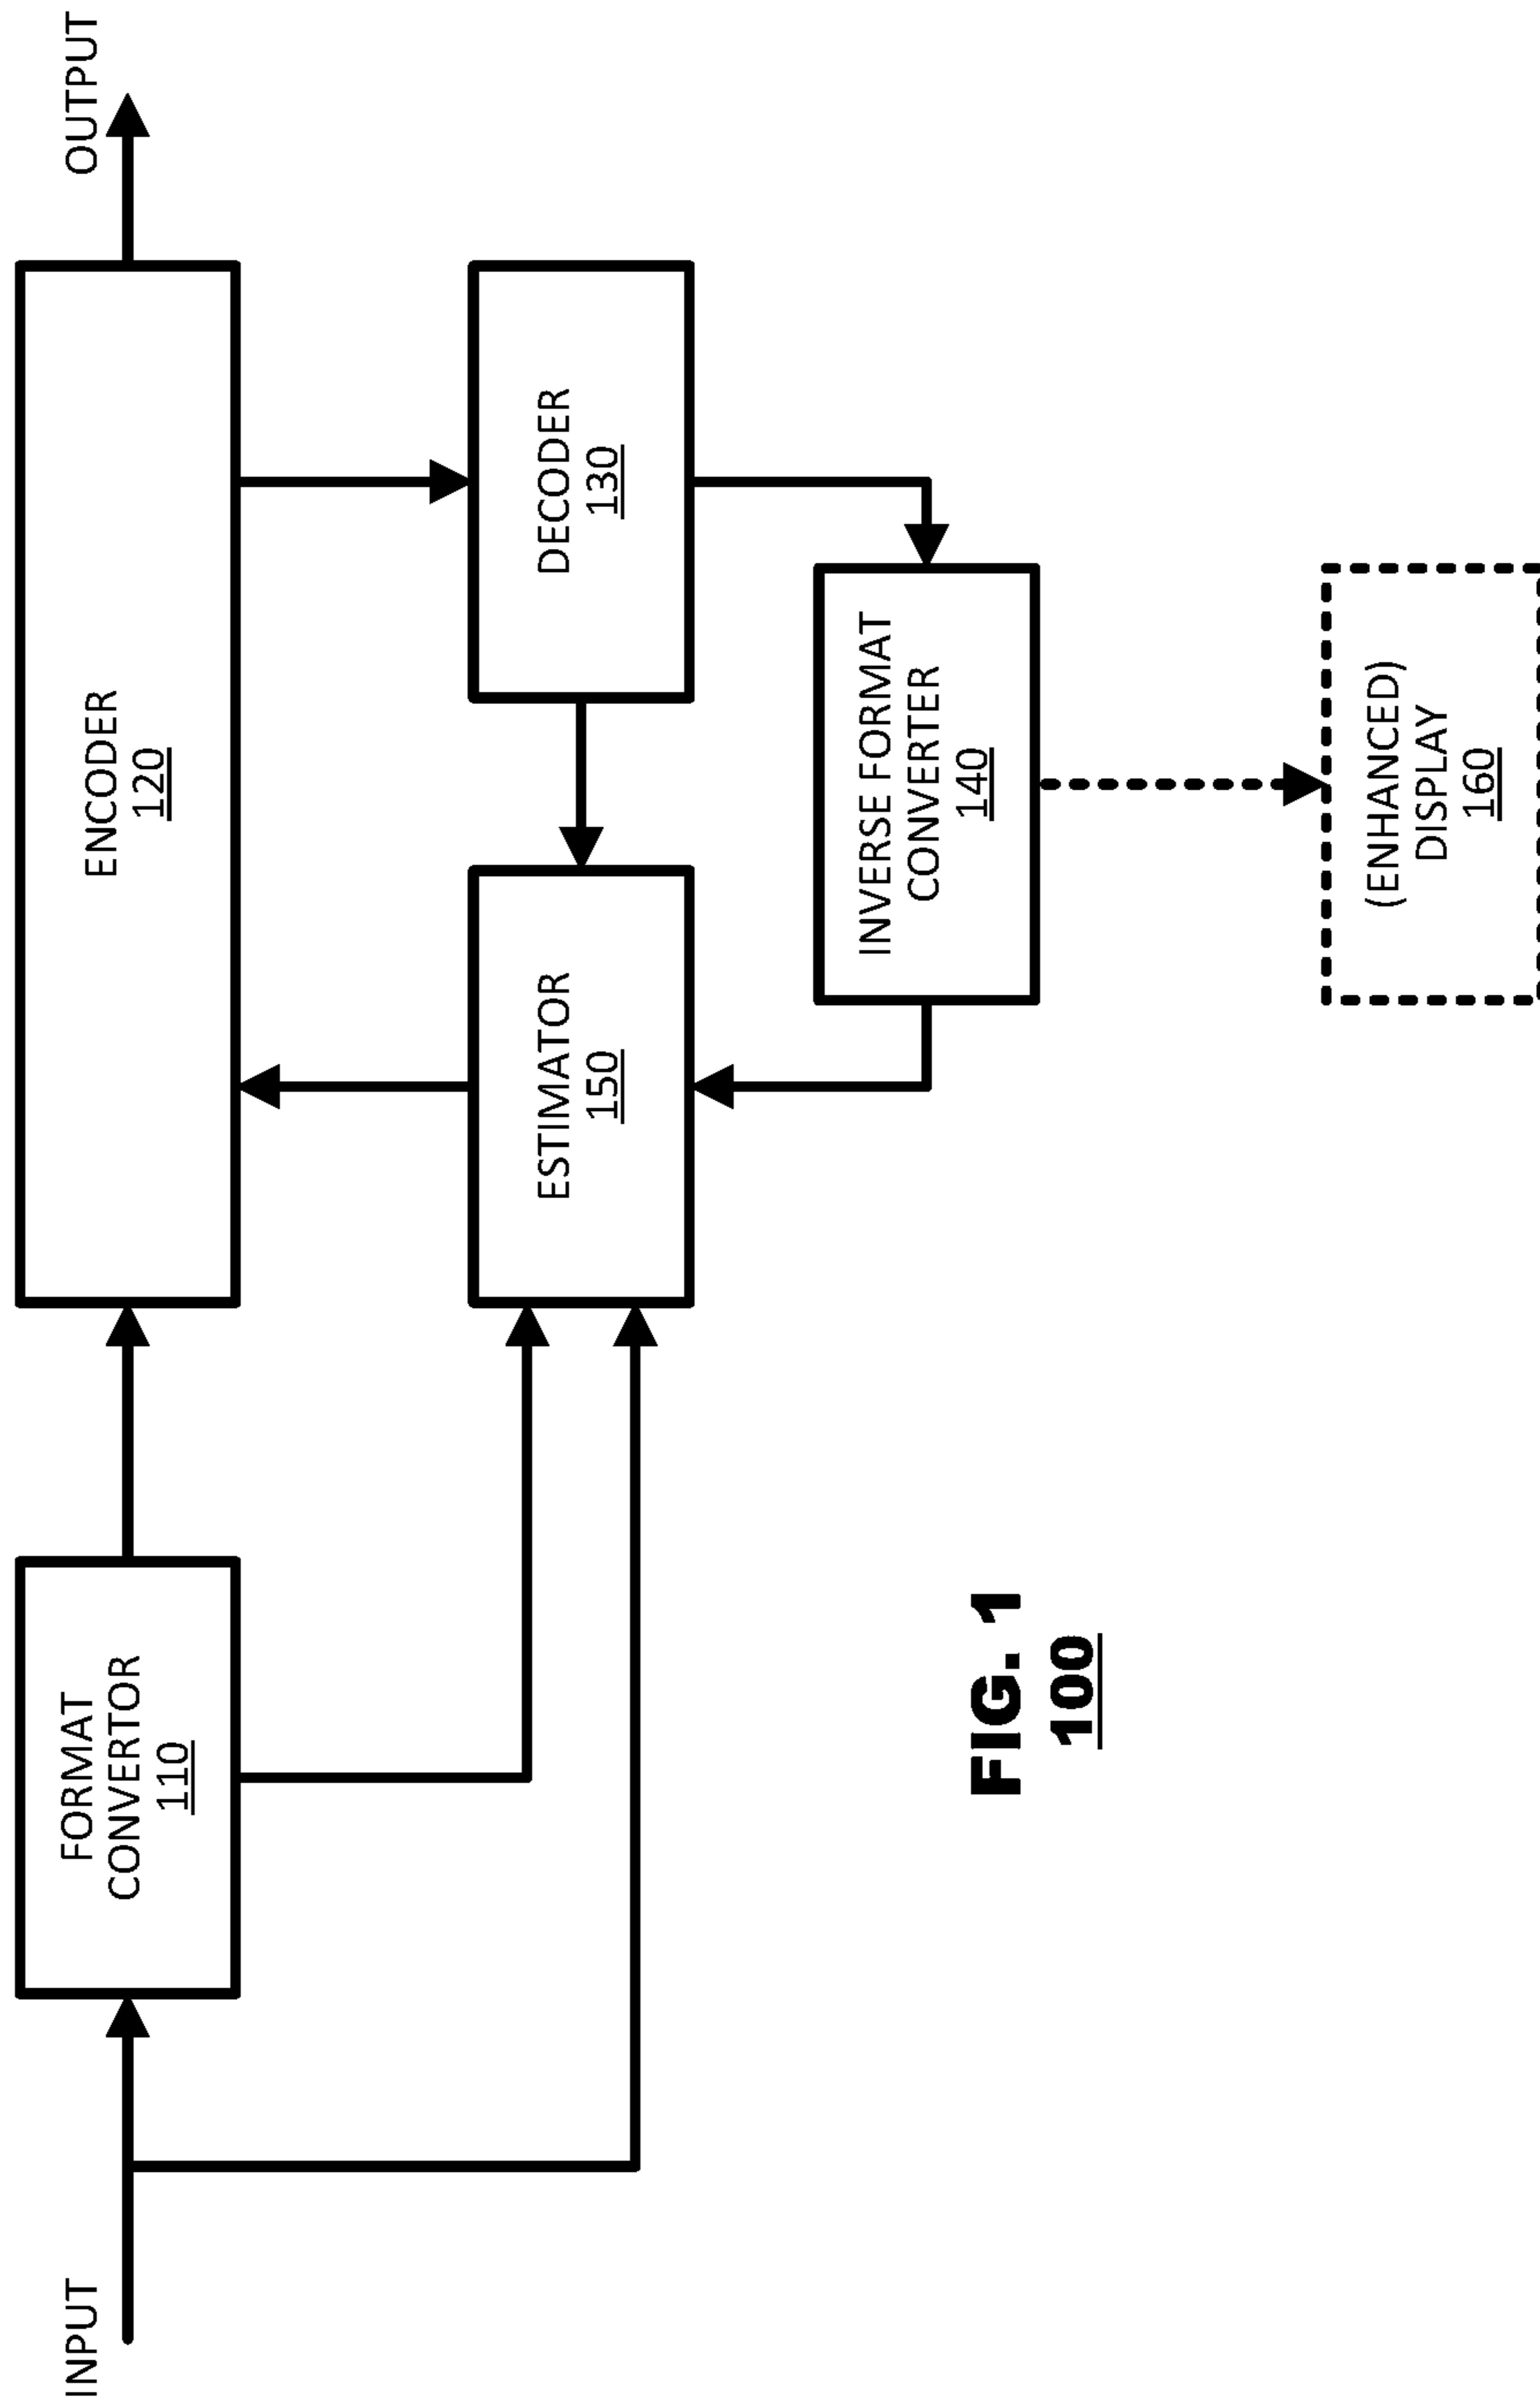 INPUT
FORMAT
CONVERTOR
110
ENCODER
120
OUTPUT
ESTIMATOR
150
DECODER
130
INVERSE FORMAT
CONVERTER
140
(ENHANCED)
DISPLAY
160
FIG. 1
100